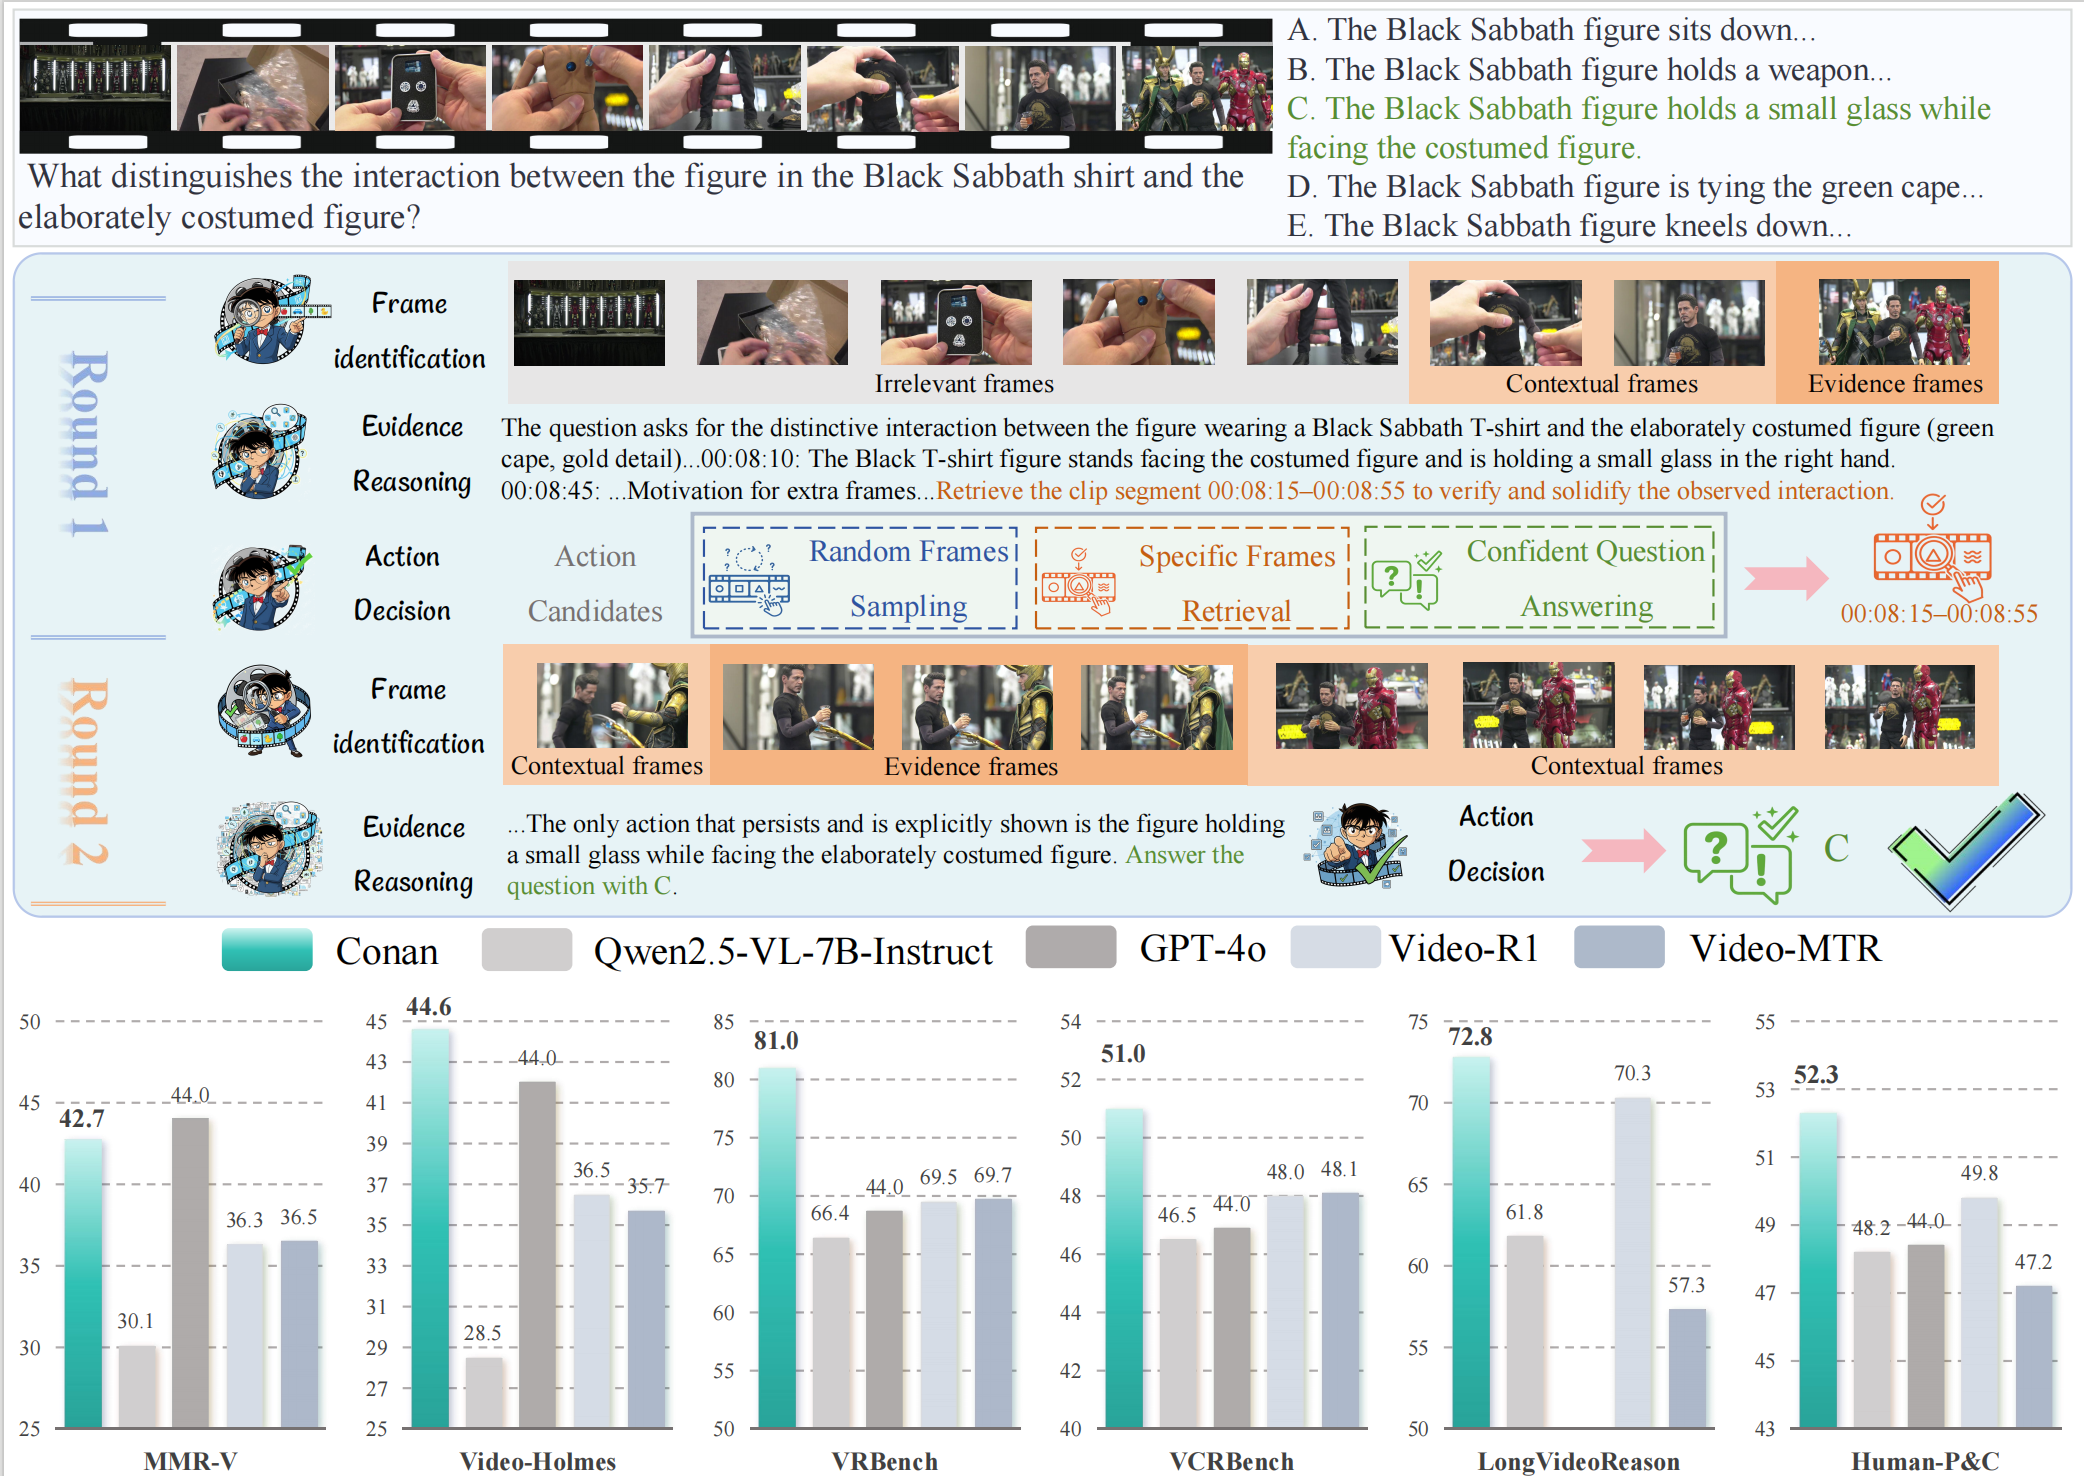 A. The Black Sabbath figure sits down...
B. The Black Sabbath figure holds a weapon...
C. The Black Sabbath figure holds a small glass while
facing the costumed figure.
D. The Black Sabbath figure is tying the green cape...
E. The Black Sabbath figure kneels down...
What distinguishes the interaction between the figure in the Black Sabbath shirt and the
elaborately costumed figure?
Round 1
Frame
identification
Irrelevant frames
Contextual frames
Evidence frames
Evidence
Reasoning
The question asks for the distinctive interaction between the figure wearing a Black Sabbath T-shirt and the elaborately costumed figure (green
cape, gold detail)...00:08:10: The Black T-shirt figure stands facing the costumed figure and is holding a small glass in the right hand.
00:08:45: ...Motivation for extra frames...Retrieve the clip segment 00:08:15–00:08:55 to verify and solidify the observed interaction.
Action
Decision
Action
Candidates
Random Frames
Sampling
Specific Frames
Retrieval
Confident Question
Answering
00:08:15–00:08:55
Round 2
Frame
identification
Contextual frames
Evidence frames
Contextual frames
Evidence
Reasoning
...The only action that persists and is explicitly shown is the figure holding
a small glass while facing the elaborately costumed figure. Answer the
question with C.
Action
Decision
C
Conan
Qwen2.5-VL-7B-Instruct
GPT-4o
Video-R1
Video-MTR
50
45
40
35
30
25
42.7
30.1
44.0
36.3
36.5
MMR-V
45
43
41
39
37
35
33
31
29
27
25
44.6
28.5
44.0
36.5
35.7
Video-Holmes
85
80
75
70
65
60
55
50
81.0
66.4
44.0
69.5
69.7
VRBench
54
52
50
48
46
44
42
40
51.0
46.5
44.0
48.0
48.1
VCRBench
75
70
65
60
55
50
72.8
61.8
70.3
57.3
LongVideoReason
55
53
51
49
47
45
43
52.3
48.2
44.0
49.8
47.2
Human-P&C